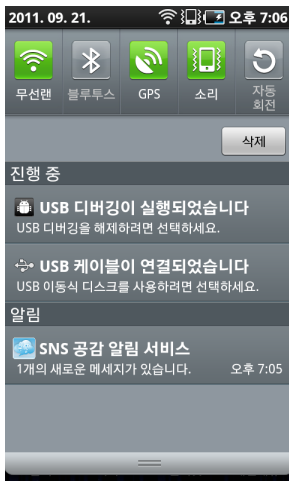 2011. 09. 21. 오후 7:06
무선랜 블루투스 GPS 소리 자동
회전
삭제
진행 중
USB 디버깅이 실행되었습니다
USB 디버깅을 해제하려면 선택하세요.
USB 케이블이 연결되었습니다
USB 이동식 디스크를 사용하려면 선택하세요.
알림
SNS 공감 알림 서비스
1개의 새로운 메세지가 있습니다. 오후 7:05